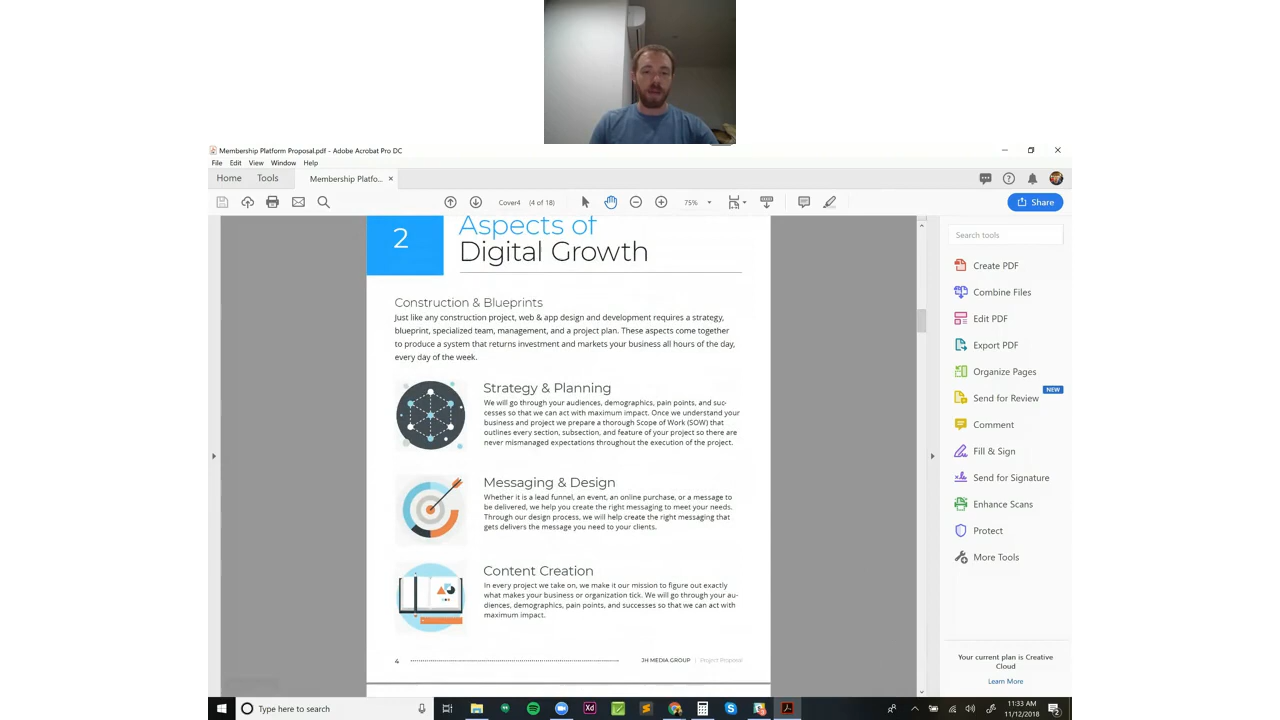 Membership Platform Proposal.pdf - Adobe Acrobat Pro DC
File Edit View Window Help
Home Tools Membership Platfo... ×
Cover4 (4 of 18) 75% Share
2
Aspects of
Digital Growth
Construction & Blueprints
Just like any construction project, web & app design and development requires a strategy,
blueprint, specialized team, management, and a project plan. These aspects come together
to produce a system that returns investment and markets your business all hours of the day,
every day of the week.
Strategy & Planning
We will go through your audiences, demographics, pain points, and suc-
cesses so that we can act with maximum impact. Once we understand your
business and project we prepare a thorough Scope of Work (SOW) that
outlines every section, subsection, and feature of your project so there are
never mismanaged expectations throughout the execution of the project.
Messaging & Design
Whether it is a lead funnel, an event, an online purchase, or a message to
be delivered, we help you create the right messaging to meet your needs.
Through our design process, we will help create the right messaging that
gets delivers the message you need to your clients.
Content Creation
In every project we take on, we make it our mission to figure out exactly
what makes your business or organization tick. We will go through your au-
diences, demographics, pain points, and successes so that we can act with
maximum impact.
4 JH MEDIA GROUP | Project Proposal
Search tools
Create PDF
Combine Files
Edit PDF
Export PDF
Organize Pages
NEW
Send for Review
Comment
Fill & Sign
Send for Signature
Enhance Scans
Protect
More Tools
Your current plan is Creative
Cloud
Learn More
Type here to search
Xd
11:33 AM
11/12/2018
2